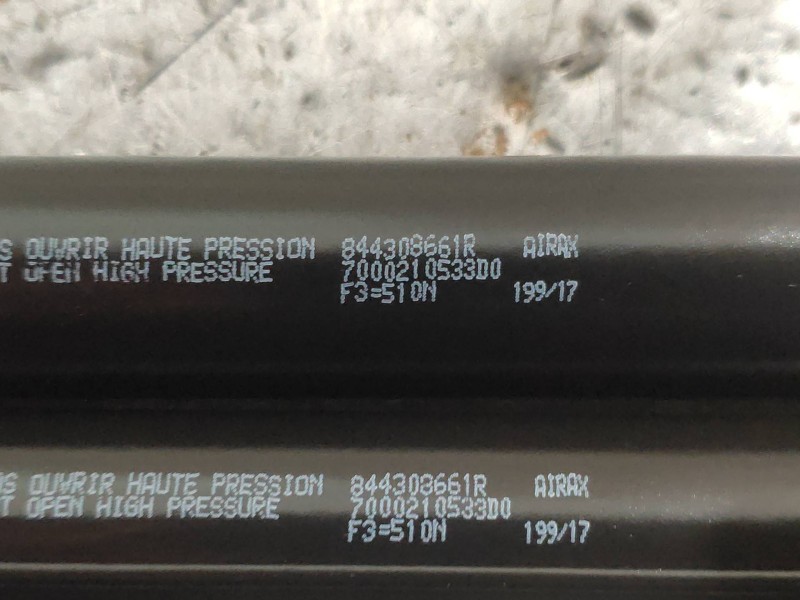 OUVRIR HAUTE PRESSION 844308661R AIRAX
OPEN HIGH PRESSURE 7000210533D0
F3=510N 199/17
OUVRIR HAUTE PRESSION 844308661R AIRAX
OPEN HIGH PRESSURE 7000210533D0
F3=510N 199/17